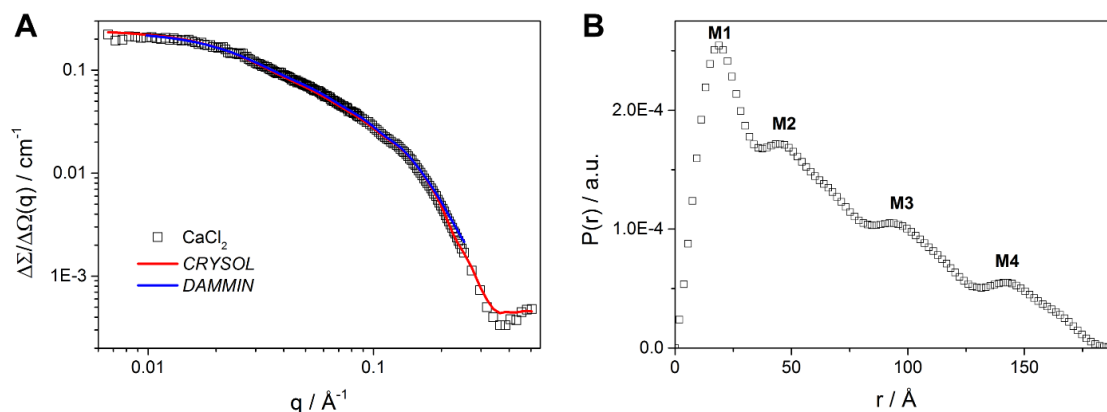 A
ΔΣ/ΔΩ(q) / cm⁻¹
0.1
0.01
1E-3
CaCl₂
CRYSOL
DAMMIN
0.01 0.1 1
q / Å⁻¹
B
P(r) / a.u.
2.0E-4
1.0E-4
0.0
M1
M2
M3
M4
0 50 100 150
r / Å